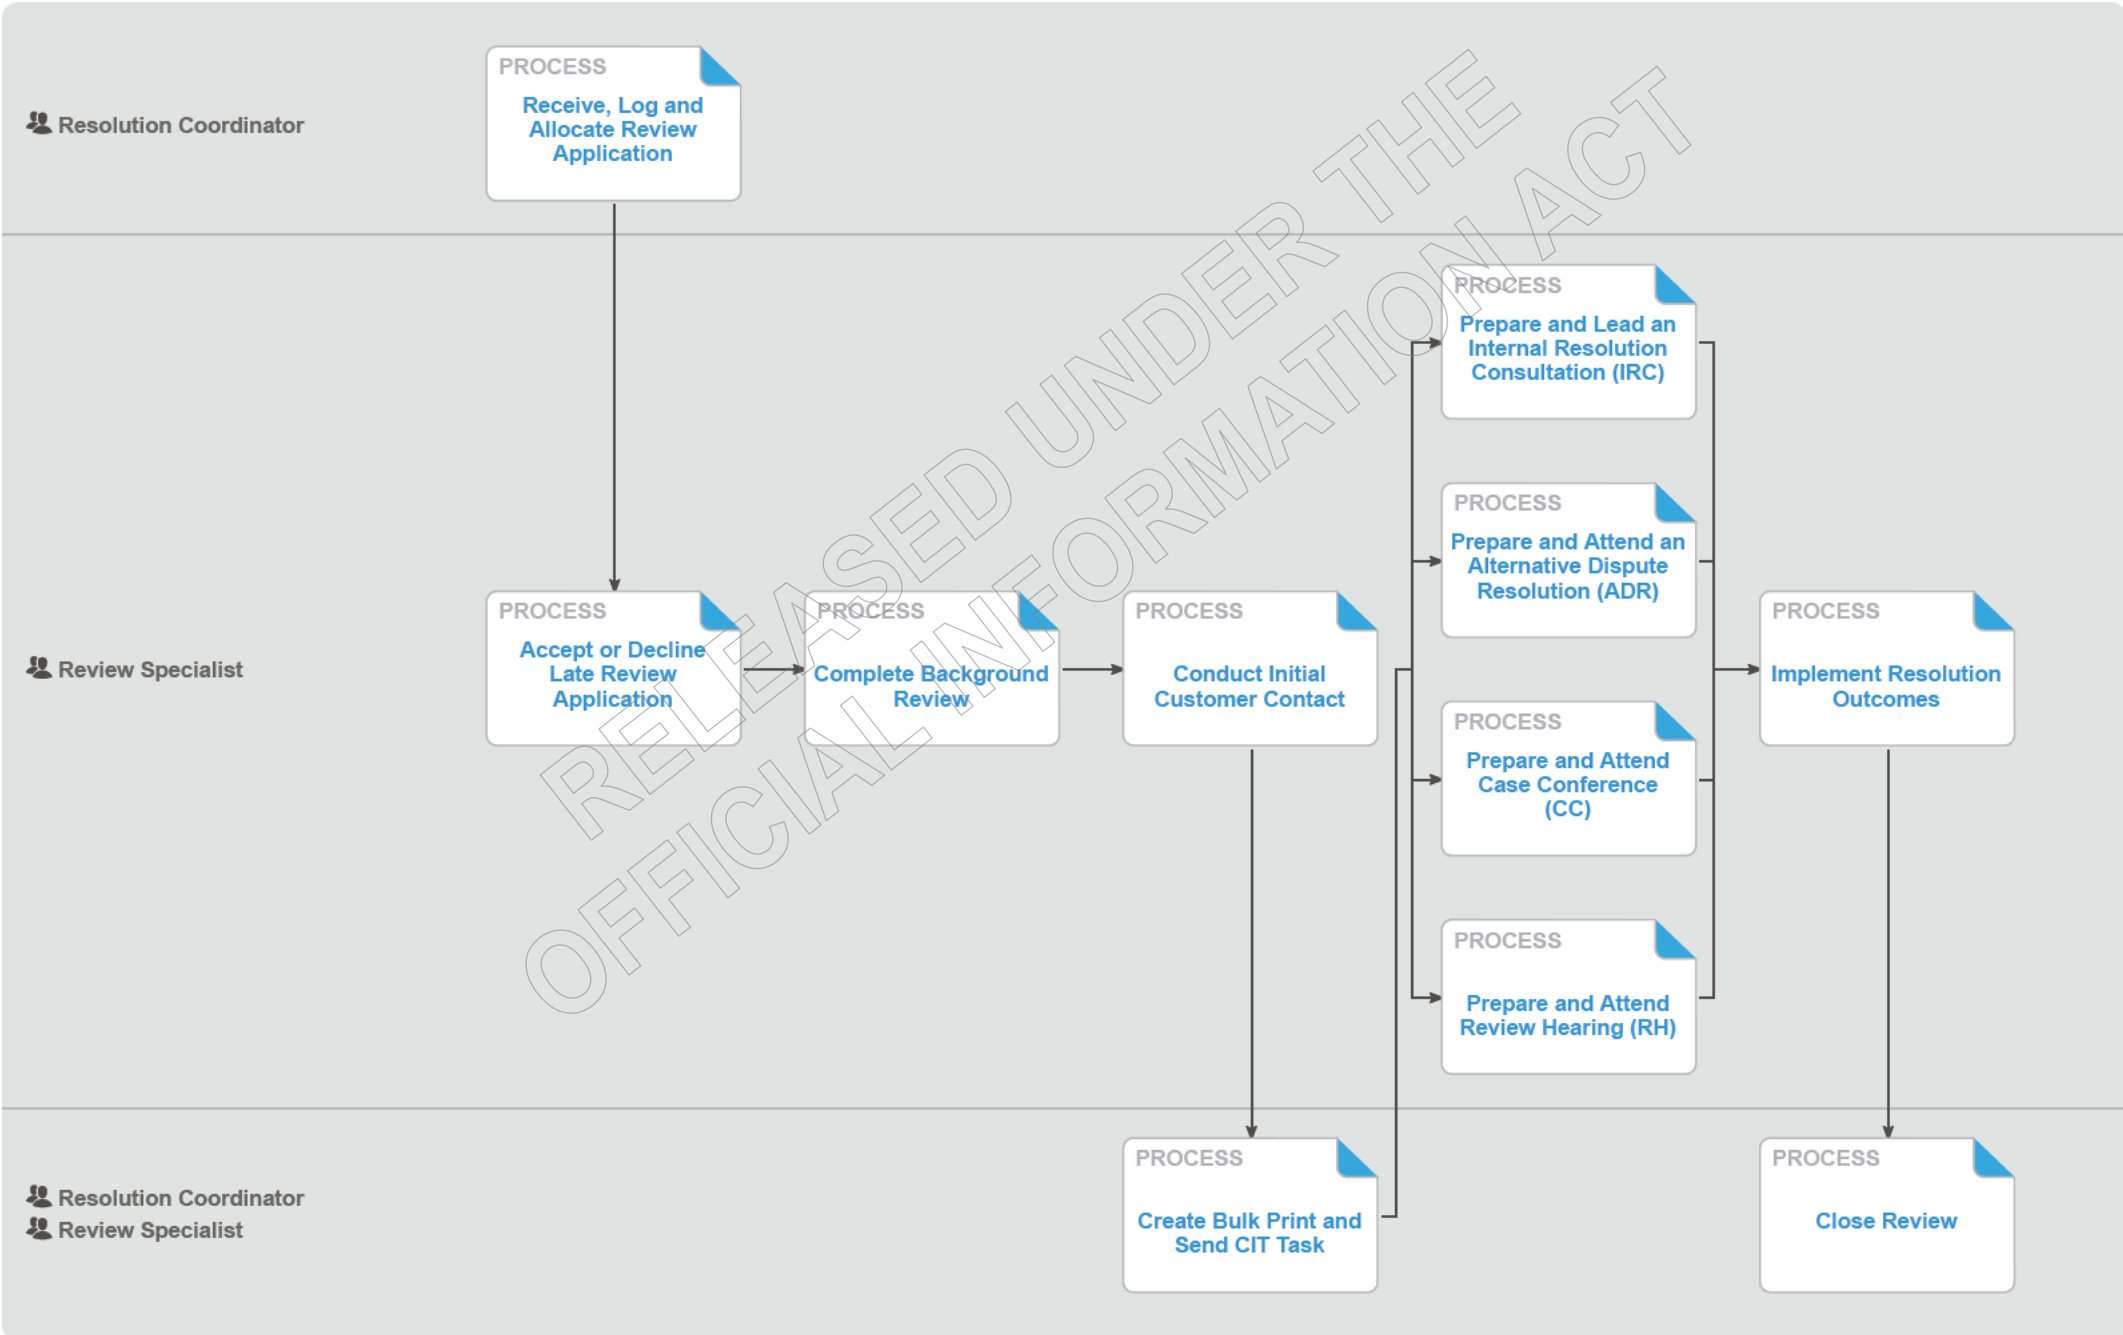 PROCESS
Receive, Log and
Allocate Review
Application
Resolution Coordinator
PROCESS
Prepare and Lead an
Internal Resolution
Consultation (IRC)
PROCESS
Prepare and Attend an
Alternative Dispute
Resolution (ADR)
Review Specialist
PROCESS
Accept or Decline
Late Review
Application
PROCESS
Complete Background
Review
PROCESS
Conduct Initial
Customer Contact
PROCESS
Implement Resolution
Outcomes
PROCESS
Prepare and Attend
Case Conference
(CC)
PROCESS
Prepare and Attend
Review Hearing (RH)
Resolution Coordinator
Review Specialist
PROCESS
Create Bulk Print and
Send CIT Task
PROCESS
Close Review
RELEASED UNDER THE
OFFICIAL INFORMATION ACT